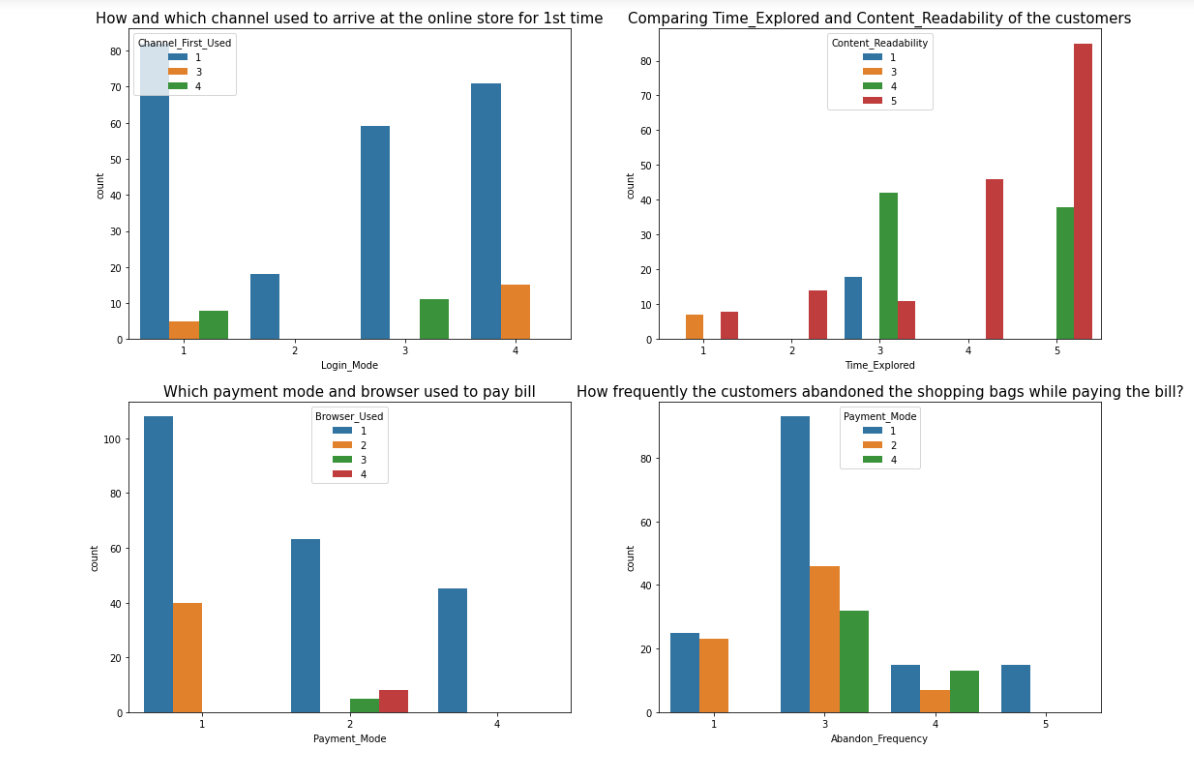 How and which channel used to arrive at the online store for 1st time
Channel_First_Used
1
3
4
80
70
60
50
40
30
20
10
0
count
1 2 3 4
Login_Mode
Comparing Time_Explored and Content_Readability of the customers
Content_Readability
1
3
4
5
80
70
60
50
40
30
20
10
0
count
1 2 3 4 5
Time_Explored
Which payment mode and browser used to pay bill
Browser_Used
1
2
3
4
100
80
60
40
20
0
count
1 2 4
Payment_Mode
How frequently the customers abandoned the shopping bags while paying the bill?
Payment_Mode
1
2
4
80
60
40
20
0
count
1 3 4 5
Abandon_Frequency